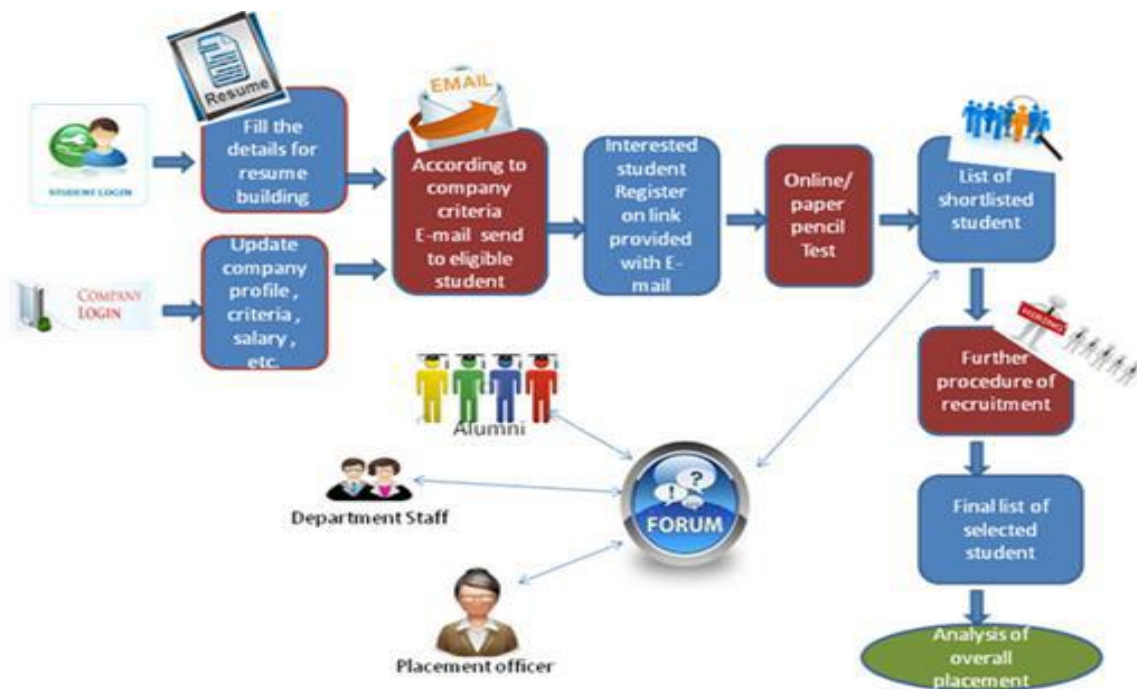 Resume
EMAIL
STUDENT LOGIN
Fill the
details for
resume
building
According to
company
criteria
E-mail send
to eligible
student
Interested
student
Register
on link
provided
with E-
mail
Online/
paper
pencil
Test
List of
shortlisted
student
COMPANY
LOGIN
Update
company
profile ,
criteria ,
salary ,
etc.
HIRING
Further
procedure of
recruitment
Alumni
Department Staff
FORUM
Placement officer
Final list of
selected
student
Analysis of
overall
placement